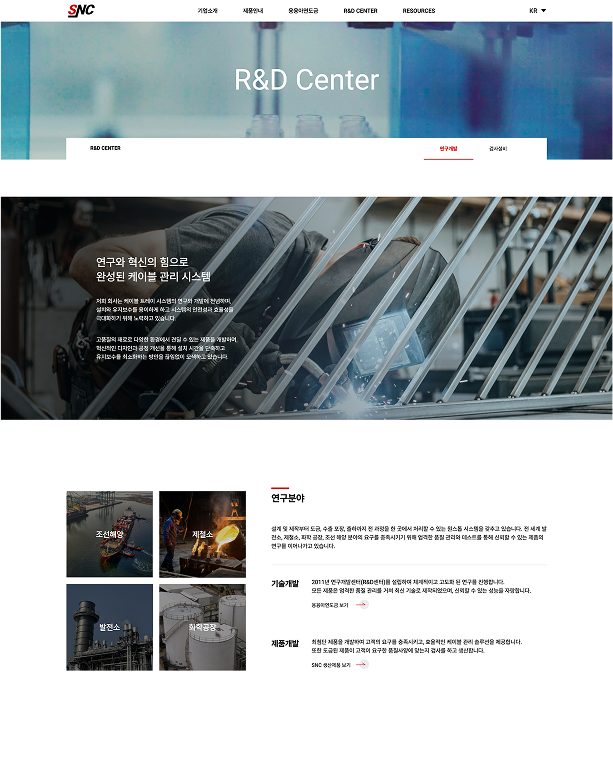 SNC
기업소개
제품안내
용융아연도금
R&D CENTER
RESOURCES
KR
R&D Center
R&D CENTER
연구개발
검사설비
연구와 혁신의 힘으로
완성된 케이블 관리 시스템
저희 회사는 케이블 트레이 시스템의 연구와 개발에 전념하며,
설치와 유지보수를 용이하게 하고 시스템의 안전성과 효율성을
극대화하기 위해 노력하고 있습니다.
고품질의 재료로 다양한 환경에서 견딜 수 있는 제품을 개발하며,
혁신적인 디자인과 공정 개선을 통해 설치 시간을 단축하고
유지보수를 최소화하는 방안을 끊임없이 모색하고 있습니다.
조선해양
제철소
발전소
화학공장
연구분야
설계 및 제작부터 도금, 수출 포장, 출하까지 전 과정을 한 곳에서 처리할 수 있는 원스톱 시스템을 갖추고 있습니다. 전 세계 발
전소, 제철소, 화학 공장, 조선 해양 분야의 요구를 충족시키기 위해 엄격한 품질 관리와 테스트를 통해 신뢰할 수 있는 제품의
연구를 이어나가고 있습니다.
기술개발
2011년 연구개발센터(R&D센터)를 설립하여 체계적이고 고도화 된 연구를 진행합니다.
모든 제품은 엄격한 품질 관리를 거쳐 최신 기술로 제작되었으며, 신뢰할 수 있는 성능을 자랑합니다.
용융아연도금 보기
제품개발
최첨단 제품을 개발하여 고객의 요구를 충족시키고, 효율적인 케이블 관리 솔루션을 제공합니다.
또한 도금된 제품이 고객이 요구한 품질사양에 맞는지 검사를 하고 생산합니다.
SNC 생산제품 보기